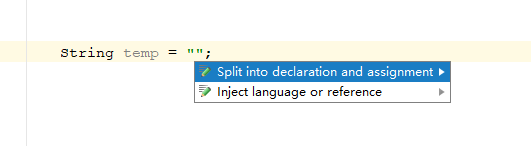 String temp = "";
Split into declaration and assignment
Inject language or reference